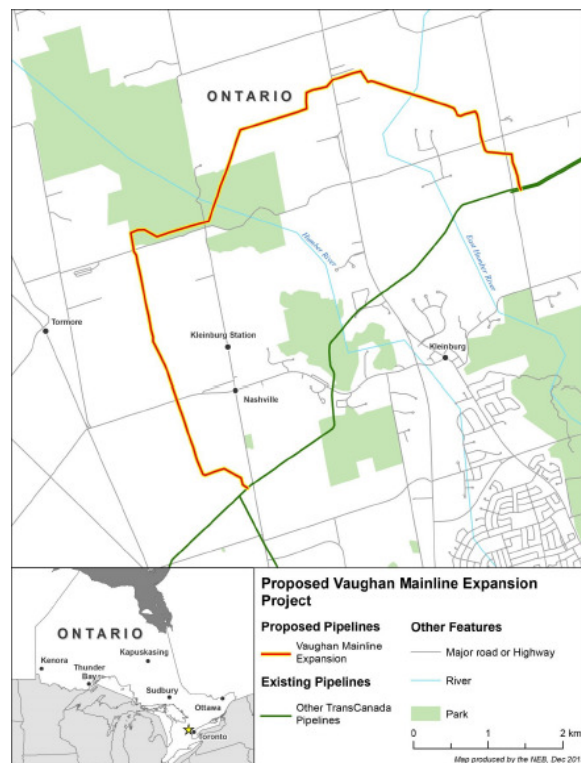 ONTARIO
Humber River
East Humber River
Tormore
Kleinburg Station
Kleinburg
Nashville
ONTARIO
Kapuskasing
Kenora
Thunder
Bay
Sudbury
Ottawa
Toronto
Proposed Vaughan Mainline Expansion
Project
Proposed Pipelines
Vaughan Mainline
Expansion
Existing Pipelines
Other TransCanada
Pipelines
Other Features
Major road or Highway
River
Park
0 1 2 km
Map produced by the NEB, Dec 201